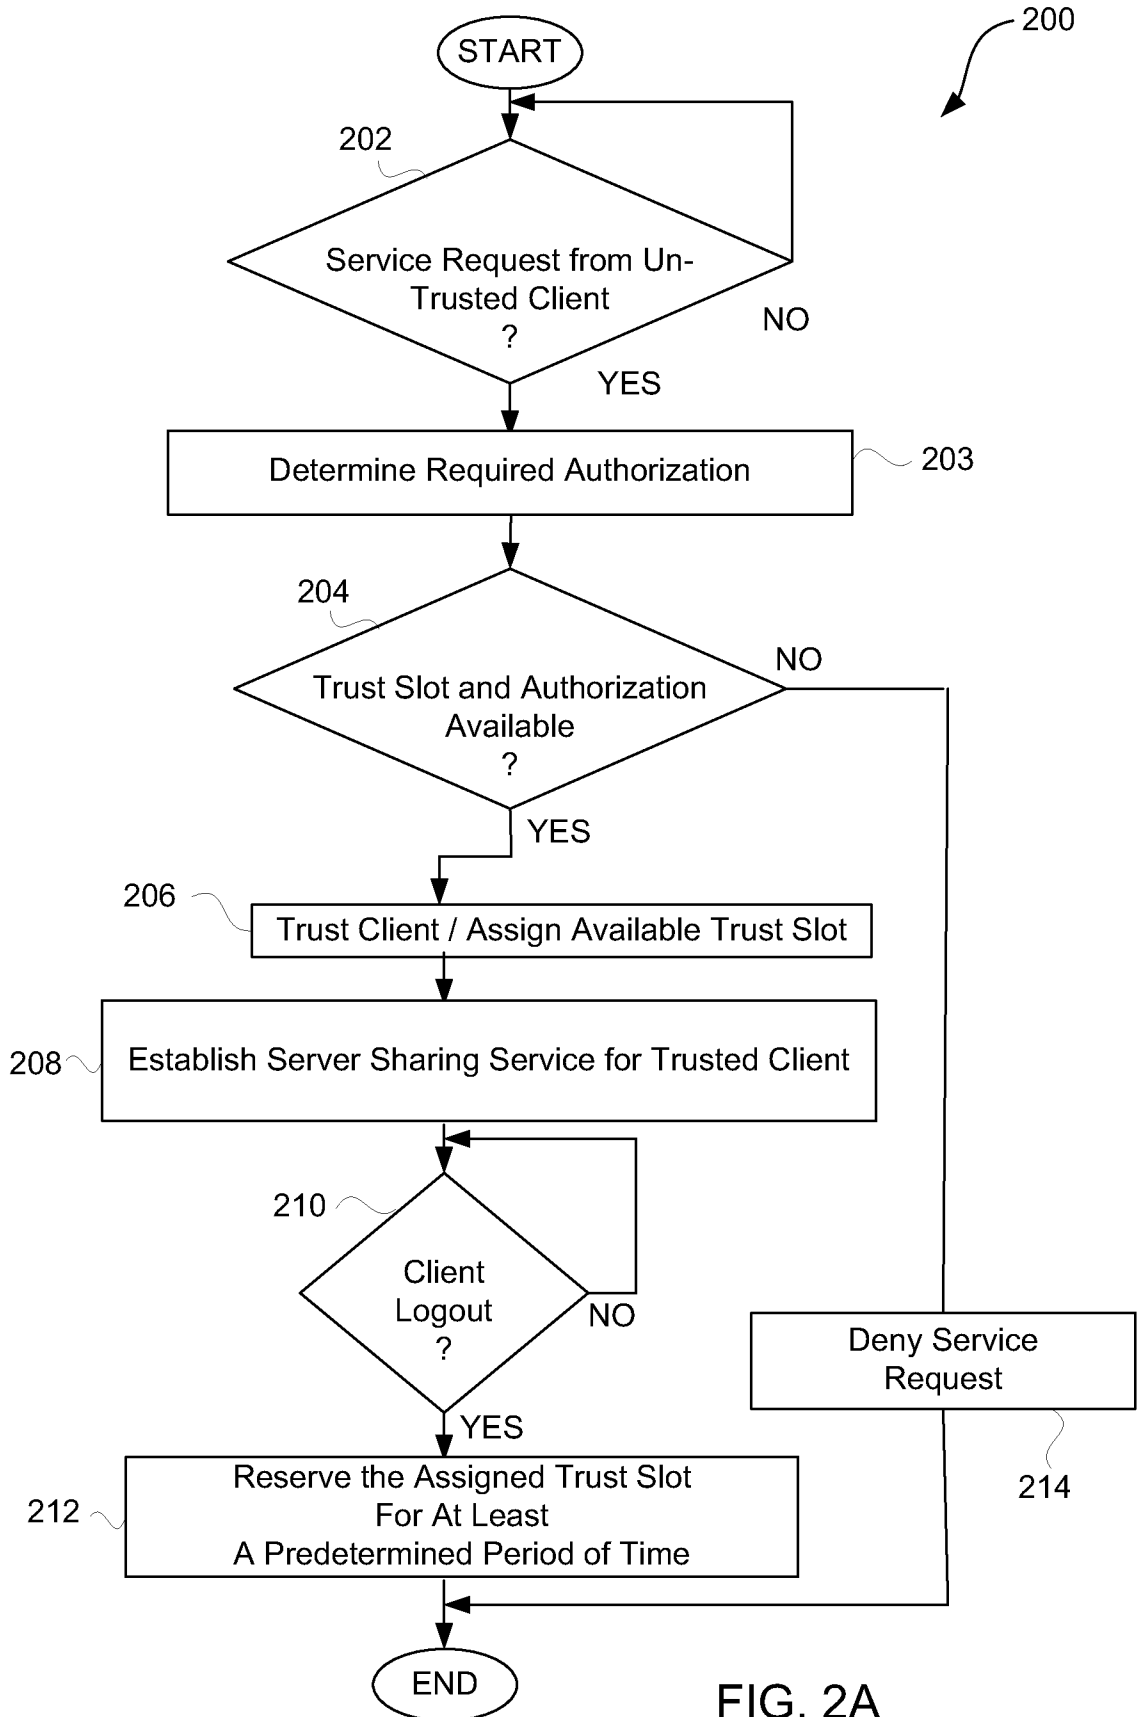 START
200
202
Service Request from Un-
Trusted Client
?
NO
YES
Determine Required Authorization
203
204
Trust Slot and Authorization
Available
?
NO
YES
206
Trust Client / Assign Available Trust Slot
208
Establish Server Sharing Service for Trusted Client
210
Client
Logout
?
NO
YES
Deny Service
Request
214
212
Reserve the Assigned Trust Slot
For At Least
A Predetermined Period of Time
END
FIG. 2A